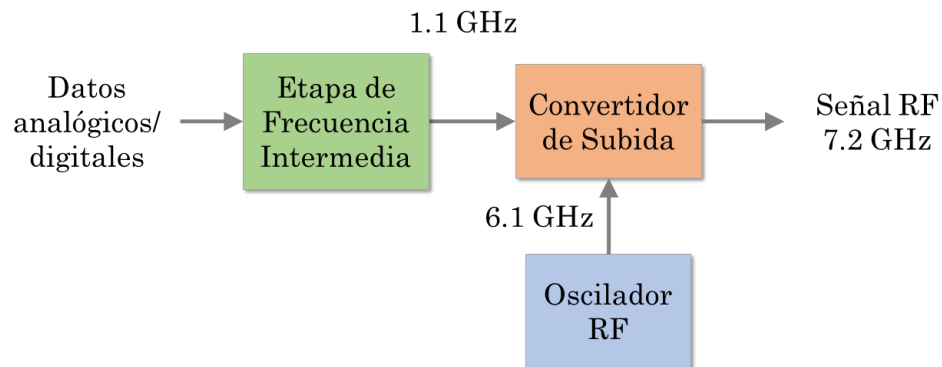 1.1 GHz
Datos
analógicos/
digitales
Etapa de
Frecuencia
Intermedia
Convertidor
de Subida
Señal RF
7.2 GHz
6.1 GHz
Oscilador
RF